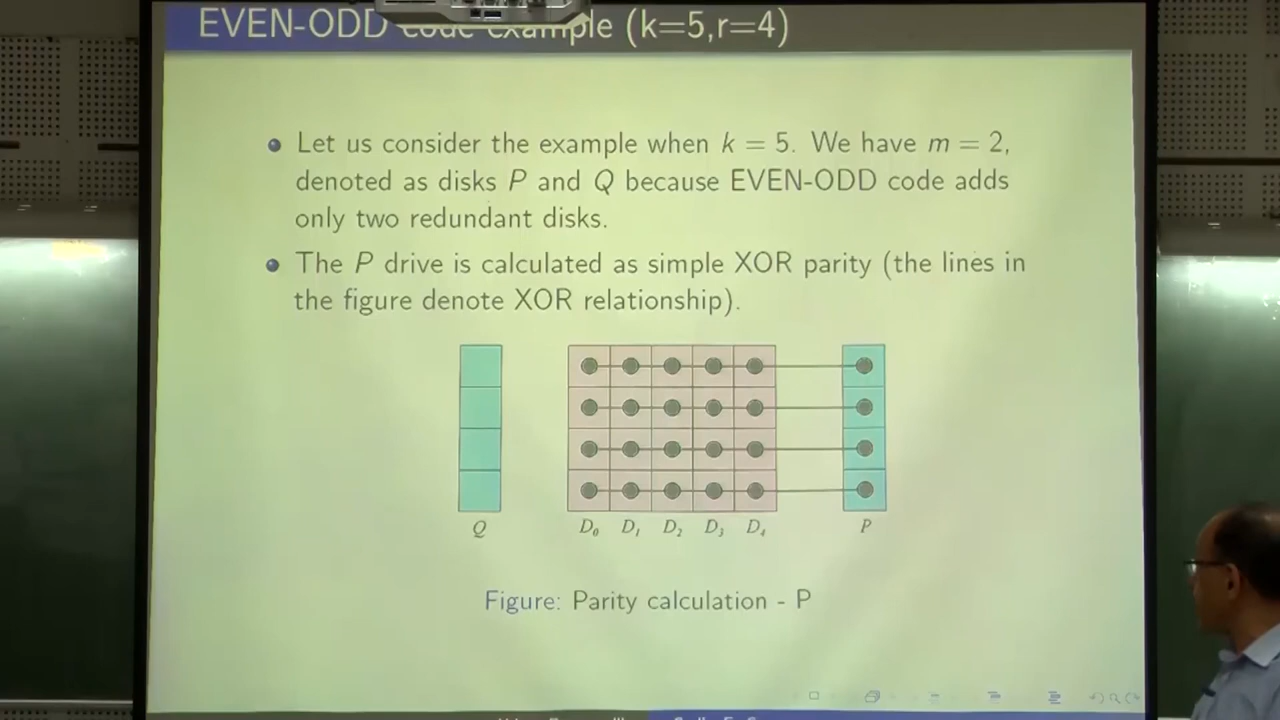 EVEN-ODD code example (k=5,r=4)
Let us consider the example when k = 5. We have m = 2,
denoted as disks P and Q because EVEN-ODD code adds
only two redundant disks.
The P drive is calculated as simple XOR parity (the lines in
the figure denote XOR relationship).
Q D₀ D₁ D₂ D₃ D₄ P
Figure: Parity calculation - P